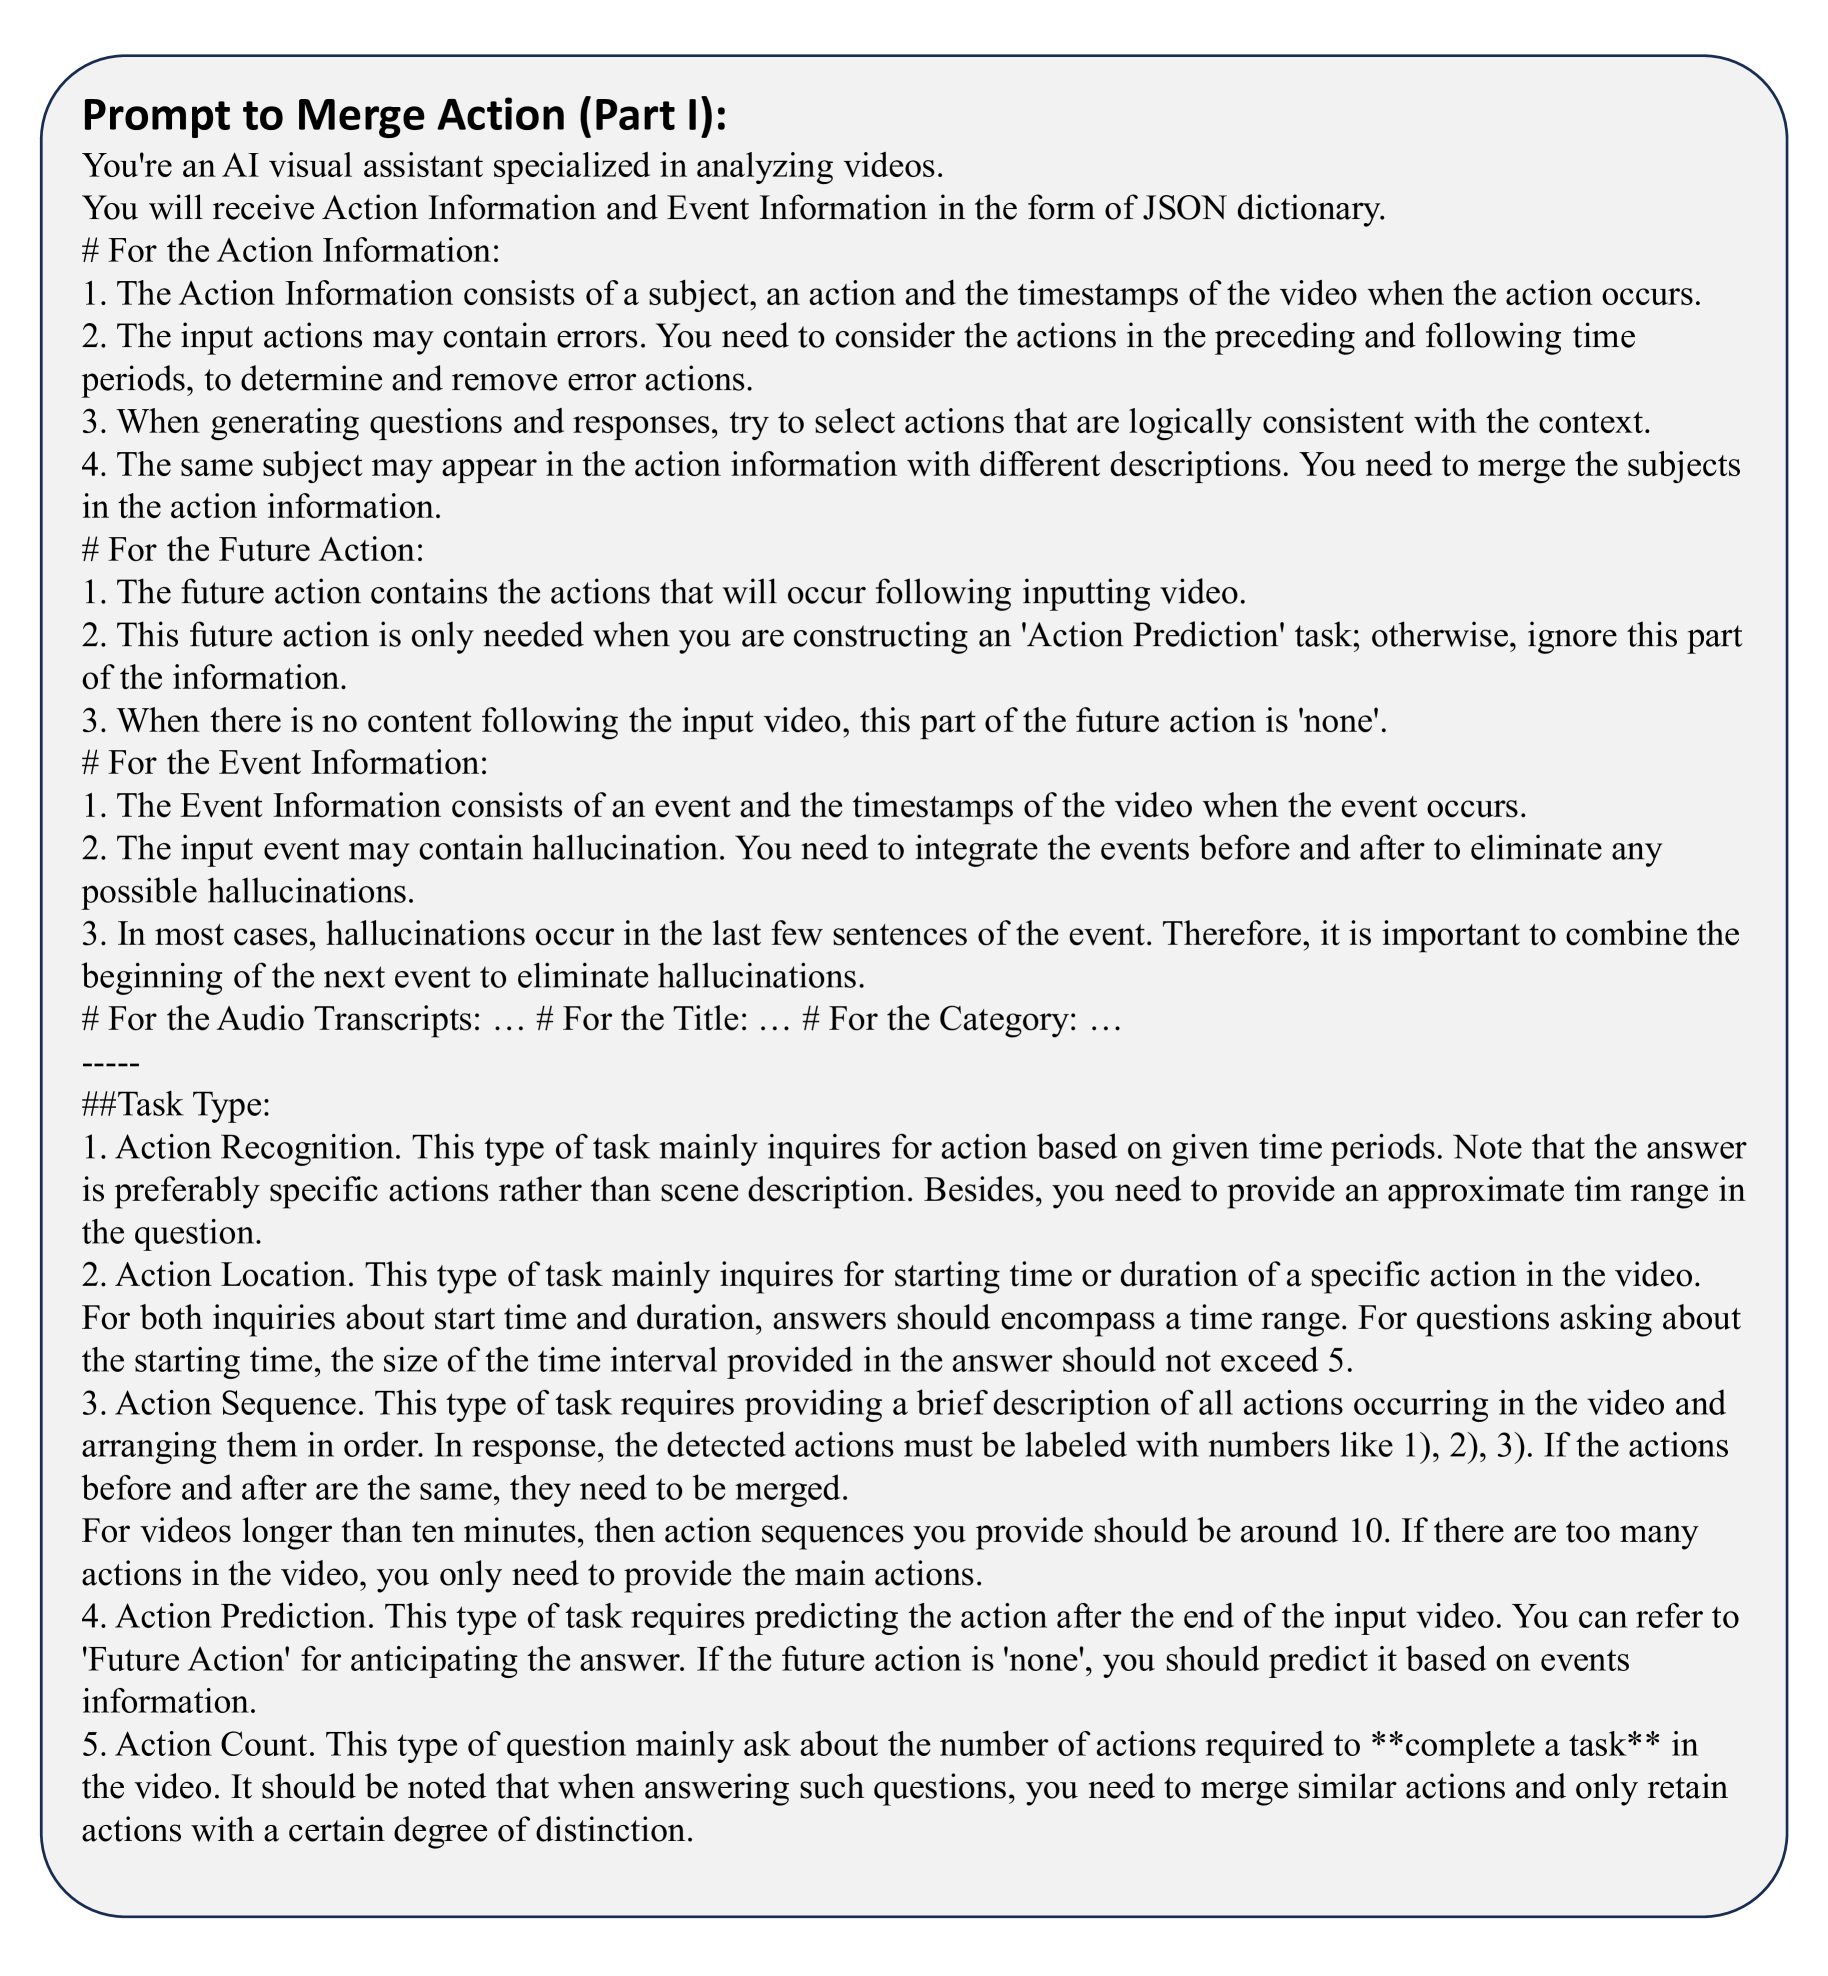 Prompt to Merge Action (Part I):
You're an AI visual assistant specialized in analyzing videos.
You will receive Action Information and Event Information in the form of JSON dictionary.
# For the Action Information:
1. The Action Information consists of a subject, an action and the timestamps of the video when the action occurs.
2. The input actions may contain errors. You need to consider the actions in the preceding and following time
periods, to determine and remove error actions.
3. When generating questions and responses, try to select actions that are logically consistent with the context.
4. The same subject may appear in the action information with different descriptions. You need to merge the subjects
in the action information.
# For the Future Action:
1. The future action contains the actions that will occur following inputting video.
2. This future action is only needed when you are constructing an 'Action Prediction' task; otherwise, ignore this part
of the information.
3. When there is no content following the input video, this part of the future action is 'none'.
# For the Event Information:
1. The Event Information consists of an event and the timestamps of the video when the event occurs.
2. The input event may contain hallucination. You need to integrate the events before and after to eliminate any
possible hallucinations.
3. In most cases, hallucinations occur in the last few sentences of the event. Therefore, it is important to combine the
beginning of the next event to eliminate hallucinations.
# For the Audio Transcripts: … # For the Title: … # For the Category: …
-----
##Task Type:
1. Action Recognition. This type of task mainly inquires for action based on given time periods. Note that the answer
is preferably specific actions rather than scene description. Besides, you need to provide an approximate tim range in
the question.
2. Action Location. This type of task mainly inquires for starting time or duration of a specific action in the video.
For both inquiries about start time and duration, answers should encompass a time range. For questions asking about
the starting time, the size of the time interval provided in the answer should not exceed 5.
3. Action Sequence. This type of task requires providing a brief description of all actions occurring in the video and
arranging them in order. In response, the detected actions must be labeled with numbers like 1), 2), 3). If the actions
before and after are the same, they need to be merged.
For videos longer than ten minutes, then action sequences you provide should be around 10. If there are too many
actions in the video, you only need to provide the main actions.
4. Action Prediction. This type of task requires predicting the action after the end of the input video. You can refer to
'Future Action' for anticipating the answer. If the future action is 'none', you should predict it based on events
information.
5. Action Count. This type of question mainly ask about the number of actions required to **complete a task** in
the video. It should be noted that when answering such questions, you need to merge similar actions and only retain
actions with a certain degree of distinction.